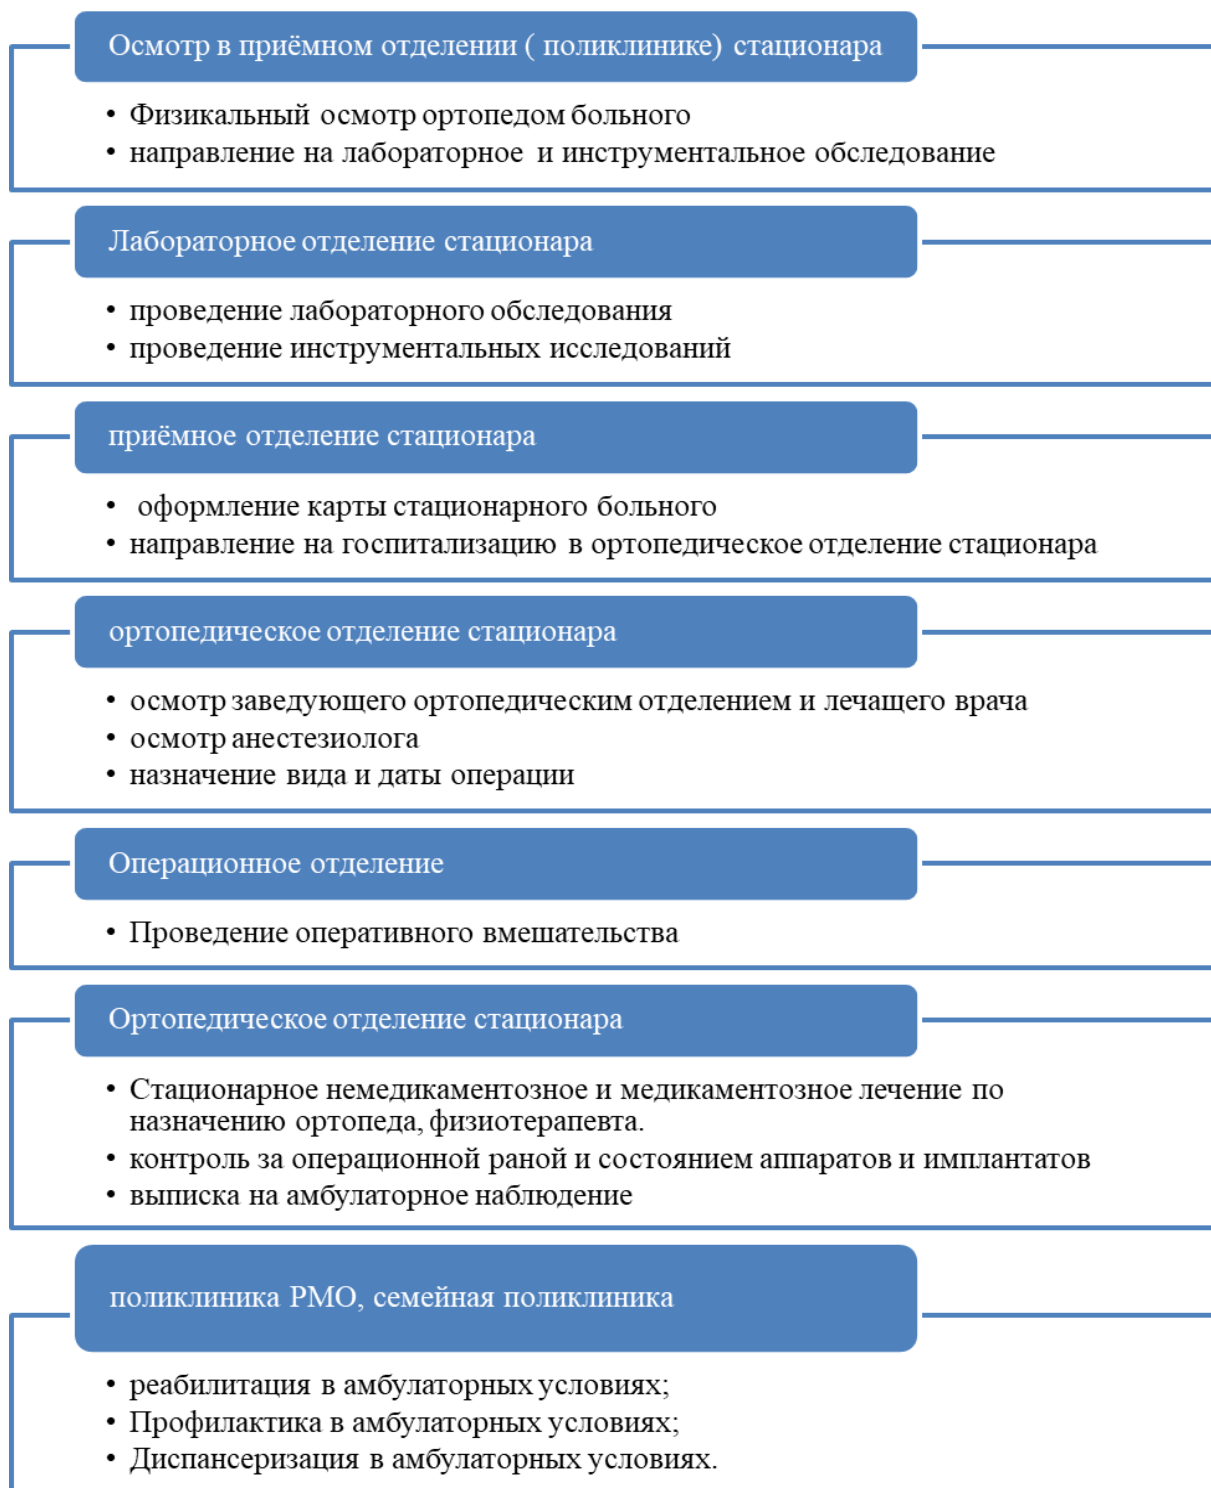 Осмотр в приёмном отделении ( поликлинике) стационара
• Физикальный осмотр ортопедом больного
• направление на лабораторное и инструментальное обследование
Лабораторное отделение стационара
• проведение лабораторного обследования
• проведение инструментальных исследований
приёмное отделение стационара
• оформление карты стационарного больного
• направление на госпитализацию в ортопедическое отделение стационара
ортопедическое отделение стационара
• осмотр заведующего ортопедическим отделением и лечащего врача
• осмотр анестезиолога
• назначение вида и даты операции
Операционное отделение
• Проведение оперативного вмешательства
Ортопедическое отделение стационара
• Стационарное немедикаментозное и медикаментозное лечение по
назначению ортопеда, физиотерапевта.
• контроль за операционной раной и состоянием аппаратов и имплантатов
• выписка на амбулаторное наблюдение
поликлиника РМО, семейная поликлиника
• реабилитация в амбулаторных условиях;
• Профилактика в амбулаторных условиях;
• Диспансеризация в амбулаторных условиях.